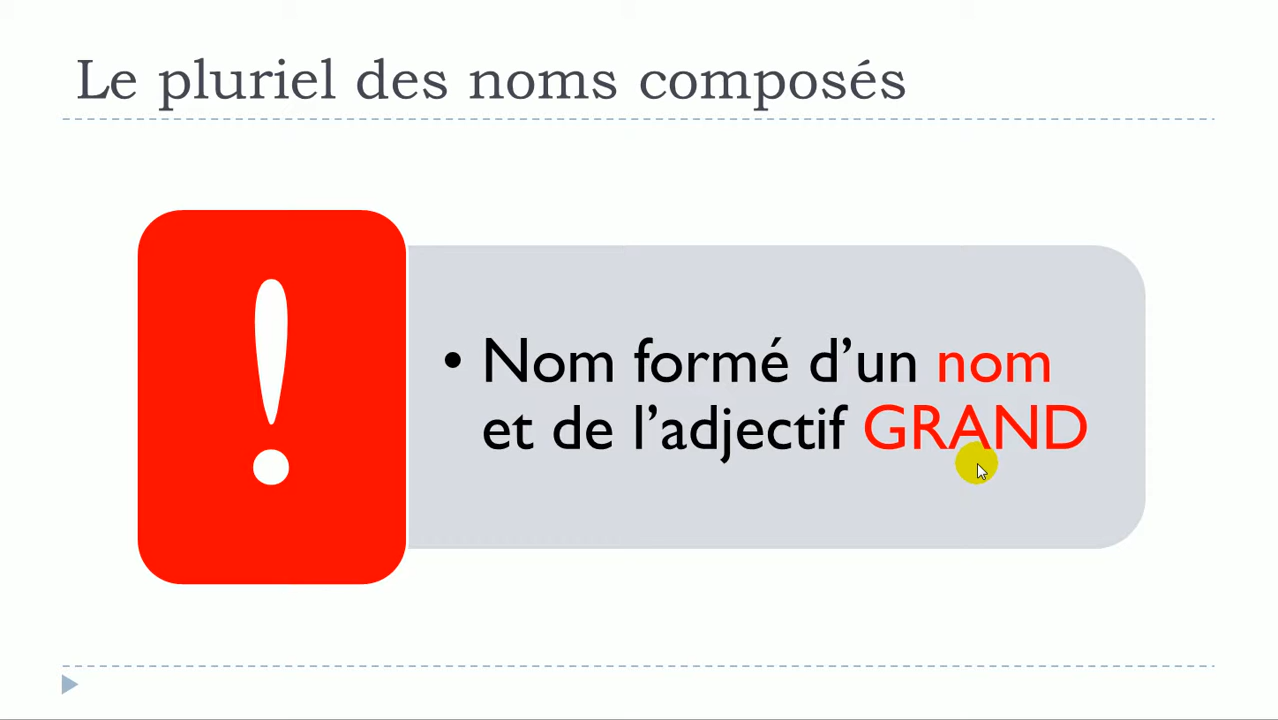 Le pluriel des noms composés
!
• Nom formé d’un nom
et de l’adjectif GRAND